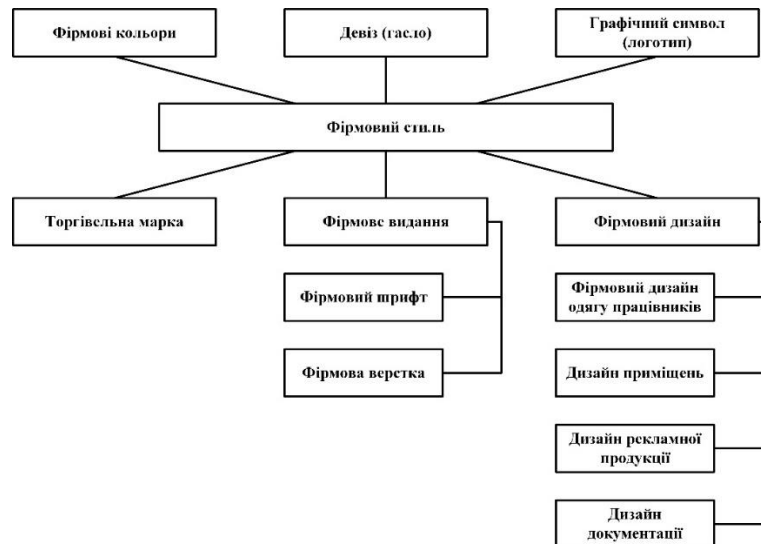 Фірмові кольори
Девіз (гасло)
Графічний символ
(логотип)
Фірмовий стиль
Торгівельна марка
Фірмове видання
Фірмовий дизайн
Фірмовий шрифт
Фірмовий дизайн
одягу працівників
Фірмова верстка
Дизайн приміщень
Дизайн рекламної
продукції
Дизайн
документації